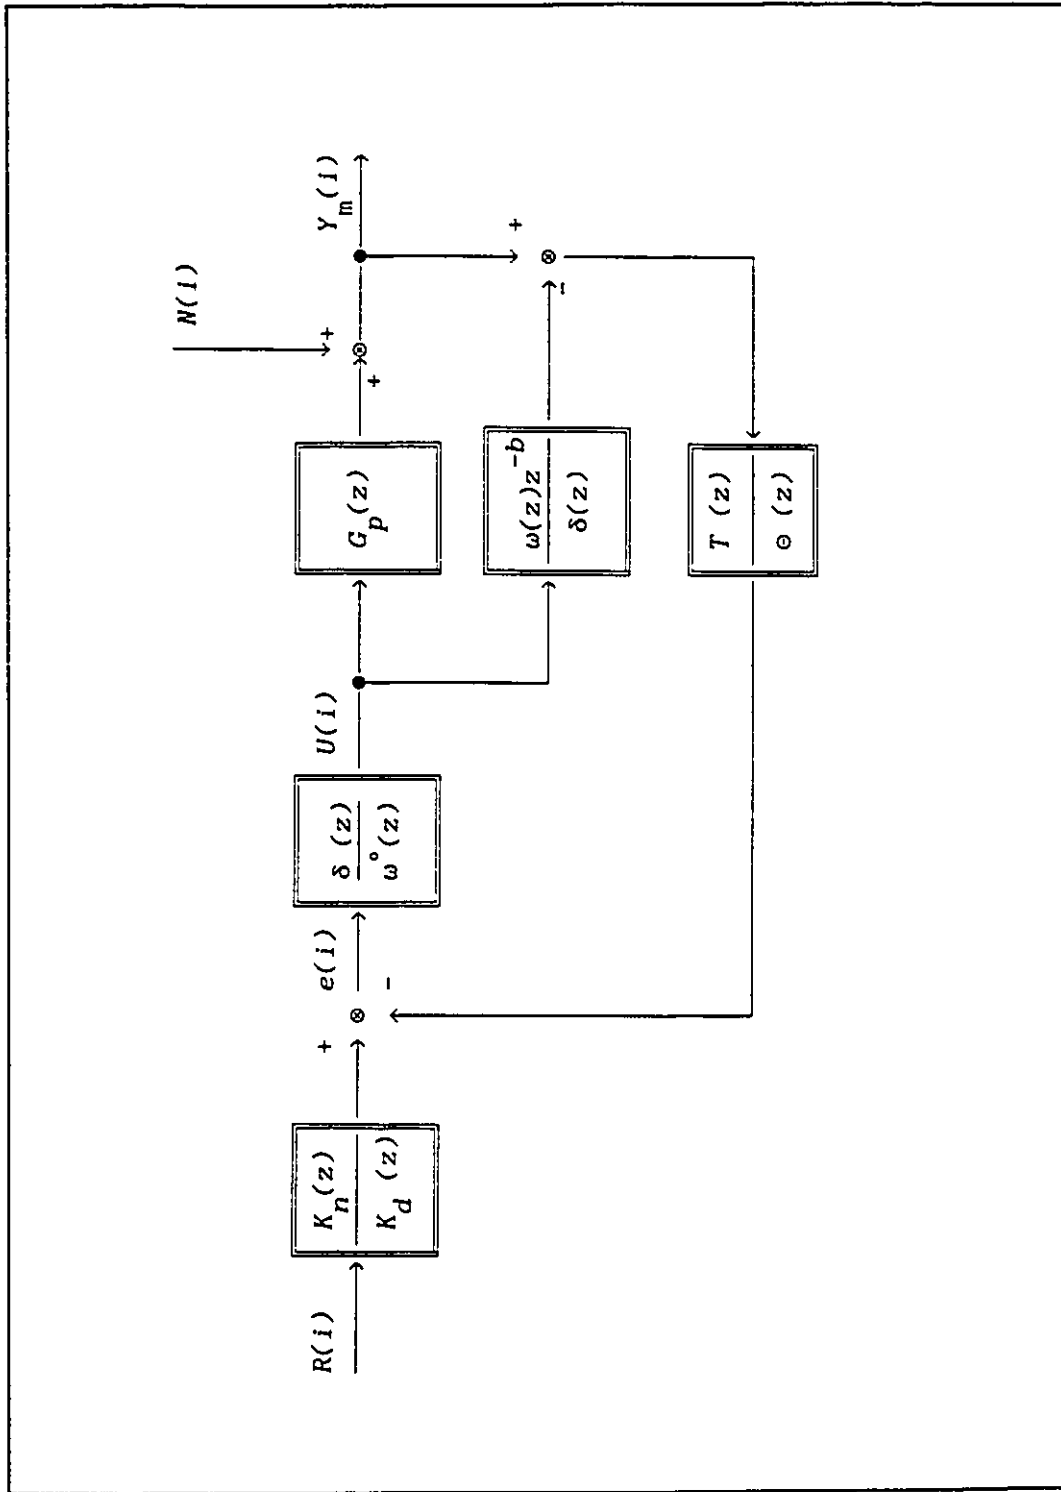 N(i)
+
+
Y_m(i)
R(i)
K_n(z)
K_d(z)
+
-
e(i)
δ(z)
ω°(z)
U(i)
G_p(z)
ω(z)z^-b
δ(z)
+
-
T(z)
Θ(z)